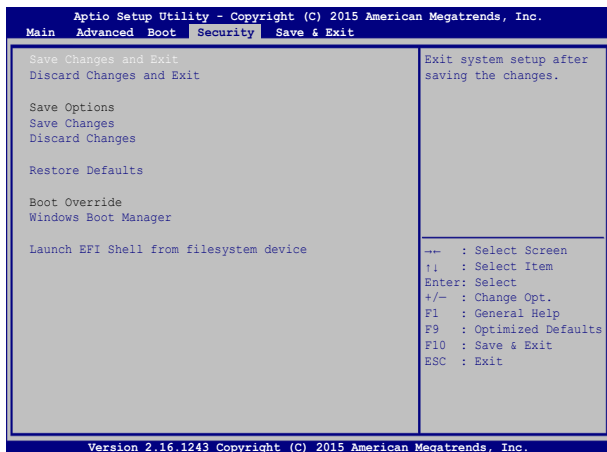 Aptio Setup Utility - Copyright (C) 2015 American Megatrends, Inc.
Main Advanced Boot Security Save & Exit
Save Changes and Exit
Discard Changes and Exit
Save Options
Save Changes
Discard Changes
Restore Defaults
Boot Override
Windows Boot Manager
Launch EFI Shell from filesystem device
Exit system setup after
saving the changes.
→← : Select Screen
↑↓ : Select Item
Enter: Select
+/— : Change Opt.
F1 : General Help
F9 : Optimized Defaults
F10 : Save & Exit
ESC : Exit
Version 2.16.1243 Copyright (C) 2015 American Megatrends, Inc.